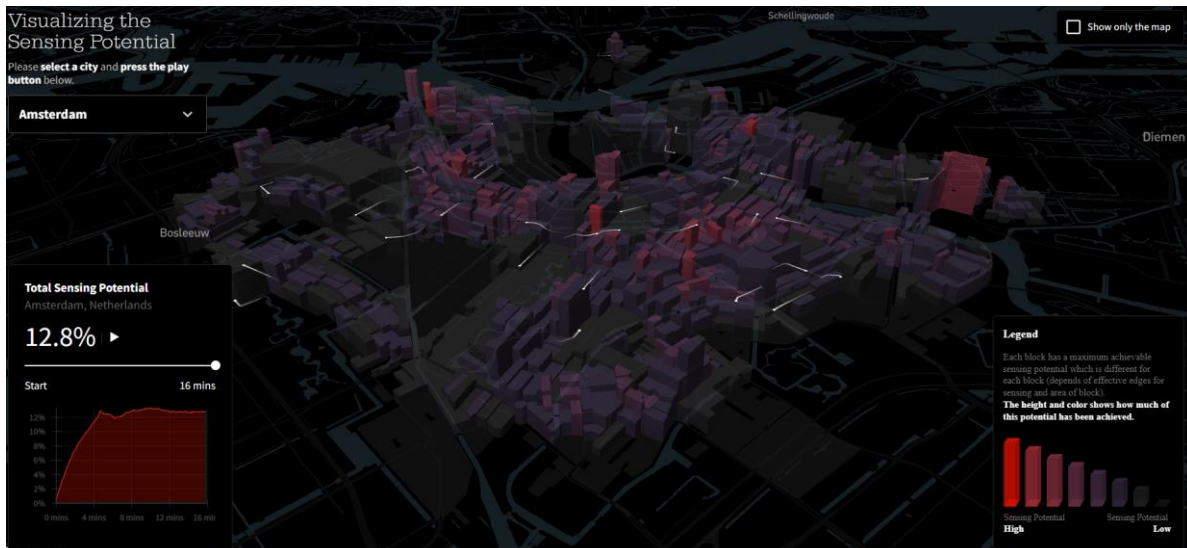 Visualizing the
Sensing Potential
Please select a city and press the play
button below.
Amsterdam
Schellingwoude
Show only the map
Diemen
Bosleeuw
Total Sensing Potential
Amsterdam, Netherlands
12.8%
Start 16 mins
12%
10%
8%
6%
4%
2%
0%
0 mins 4 mins 8 mins 12 mins 16 min
Legend
Each block has a maximum achievable
sensing potential which is different for
each block (depends of effective edges for
sensing and area of block)
The height and color shows how much of
this potential has been achieved.
Sensing Potential Sensing Potential
High Low